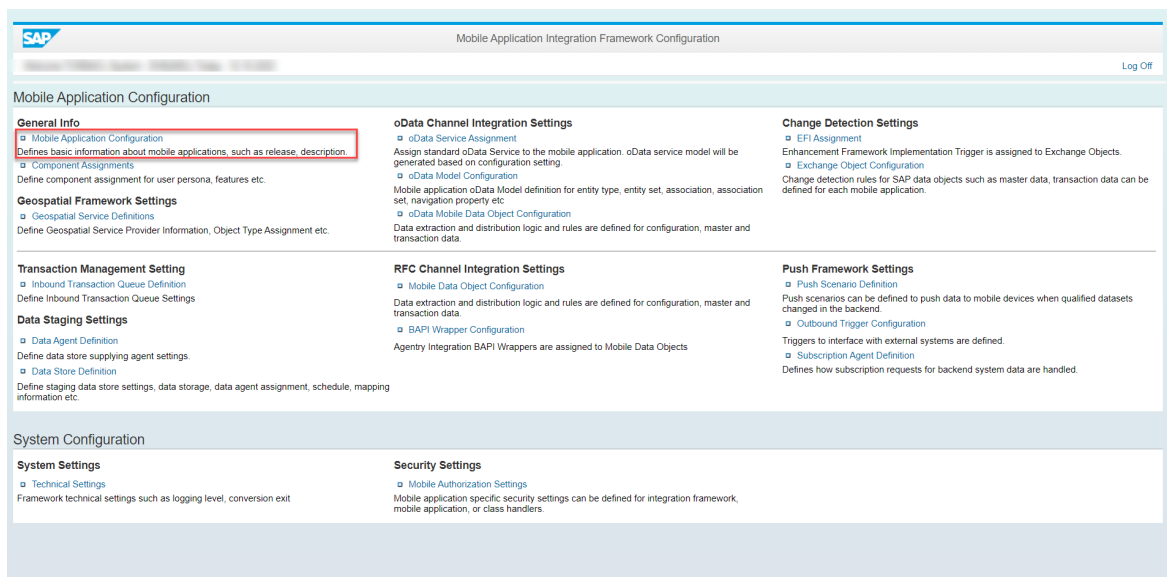 SAP
Mobile Application Integration Framework Configuration
Log Off
Mobile Application Configuration
General Info
Mobile Application Configuration
Defines basic information about mobile applications, such as release, description.
Component Assignments
Define component assignment for user persona, features etc.
Geospatial Framework Settings
Geospatial Service Definitions
Define Geospatial Service Provider Information, Object Type Assignment etc.
oData Channel Integration Settings
oData Service Assignment
Assign standard oData Service to the mobile application. oData service model will be
generated based on configuration setting.
oData Model Configuration
Mobile application oData Model definition for entity type, entity set, association, association
set, navigation property etc
oData Mobile Data Object Configuration
Data extraction and distribution logic and rules are defined for configuration, master and
transaction data.
Change Detection Settings
EFI Assignment
Enhancement Framework Implementation Trigger is assigned to Exchange Objects.
Exchange Object Configuration
Change detection rules for SAP data objects such as master data, transaction data can be
defined for each mobile application.
Transaction Management Setting
Inbound Transaction Queue Definition
Define Inbound Transaction Queue Settings
Data Staging Settings
Data Agent Definition
Define data store supplying agent settings.
Data Store Definition
Define staging data store settings, data storage, data agent assignment, schedule, mapping
information etc.
RFC Channel Integration Settings
Mobile Data Object Configuration
Data extraction and distribution logic and rules are defined for configuration, master and
transaction data.
BAPI Wrapper Configuration
Agentry Integration BAPI Wrappers are assigned to Mobile Data Objects
Push Framework Settings
Push Scenario Definition
Push scenarios can be defined to push data to mobile devices when qualified datasets
changed in the backend.
Outbound Trigger Configuration
Triggers to interface with external systems are defined.
Subscription Agent Definition
Defines how subscription requests for backend system data are handled.
System Configuration
System Settings
Technical Settings
Framework technical settings such as logging level, conversion exit
Security Settings
Mobile Authorization Settings
Mobile application specific security settings can be defined for integration framework,
mobile application, or class handlers.